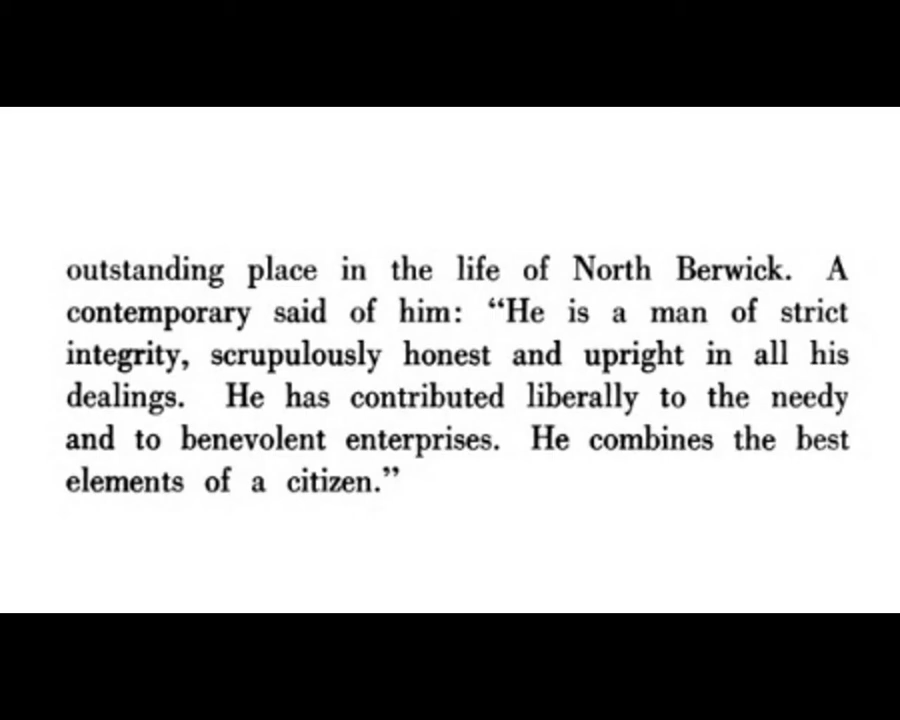 outstanding place in the life of North Berwick. A
contemporary said of him: “He is a man of strict
integrity, scrupulously honest and upright in all his
dealings. He has contributed liberally to the needy
and to benevolent enterprises. He combines the best
elements of a citizen.”